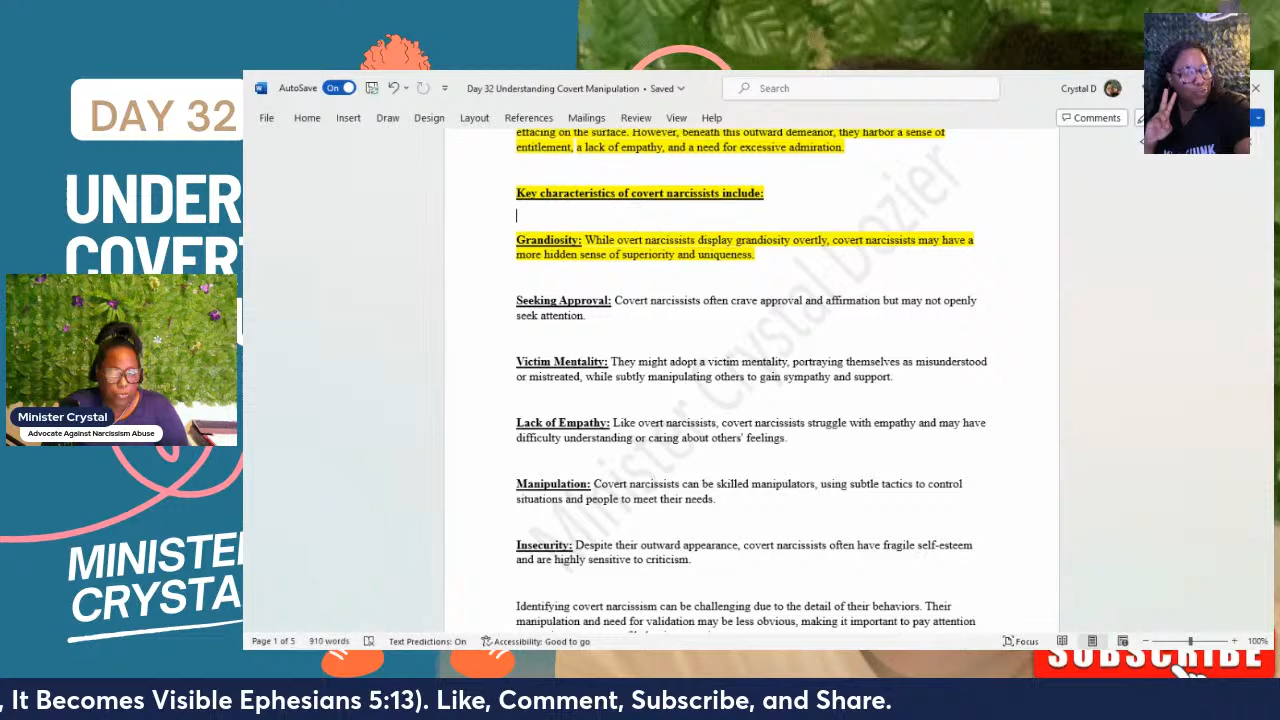 DAY 32
UNDER
COVERT
MINISTE
CRYSTA
Minister Crystal
Advocate Against Narcissism Abuse
AutoSave On Day 32 Understanding Covert Manipulation • Saved Search Crystal D
File Home Insert Draw Design Layout References Mailings Review View Help Comments
effacing on the surface. However, beneath this outward demeanor, they harbor a sense of
entitlement, a lack of empathy, and a need for excessive admiration.
Key characteristics of covert narcissists include:
Grandiosity: While overt narcissists display grandiosity overtly, covert narcissists may have a
more hidden sense of superiority and uniqueness.
Seeking Approval: Covert narcissists often crave approval and affirmation but may not openly
seek attention.
Victim Mentality: They might adopt a victim mentality, portraying themselves as misunderstood
or mistreated, while subtly manipulating others to gain sympathy and support.
Lack of Empathy: Like overt narcissists, covert narcissists struggle with empathy and may have
difficulty understanding or caring about others' feelings.
Manipulation: Covert narcissists can be skilled manipulators, using subtle tactics to control
situations and people to meet their needs.
Insecurity: Despite their outward appearance, covert narcissists often have fragile self-esteem
and are highly sensitive to criticism.
Identifying covert narcissism can be challenging due to the detail of their behaviors. Their
manipulation and need for validation may be less obvious, making it important to pay attention
Minister Crystal Dozier
Page 1 of 5 910 words Text Predictions: On Accessibility: Good to go Focus 100%
SUBSCRIBE
, It Becomes Visible Ephesians 5:13). Like, Comment, Subscribe, and Share.